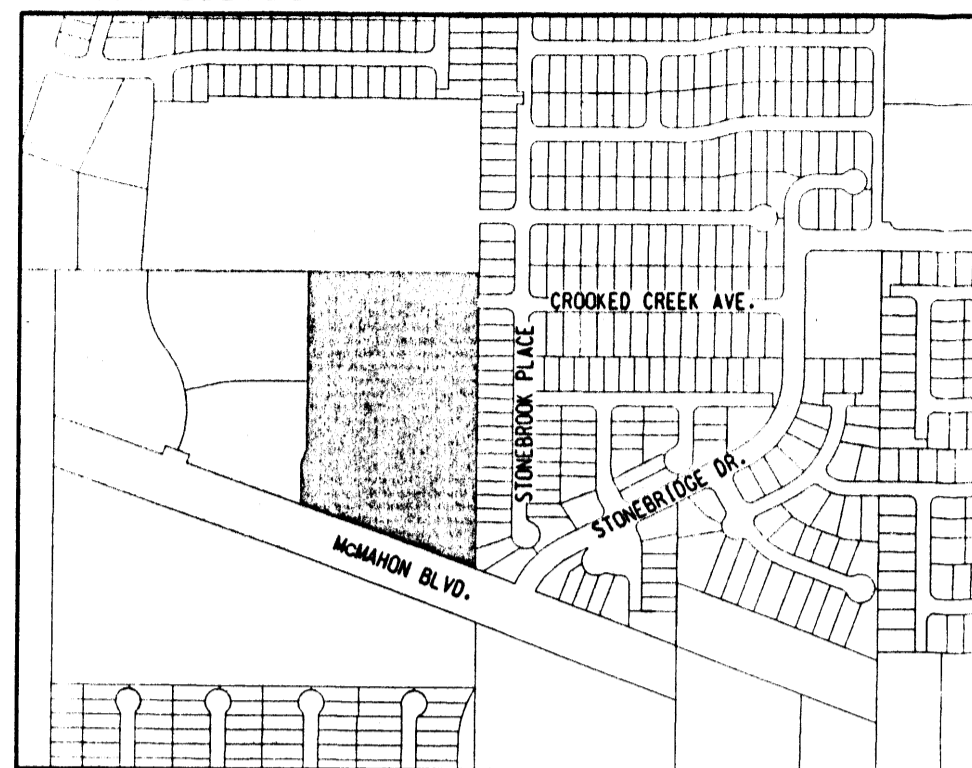 CROOKED CREEK AVE.
STONEBROOK PLACE
STONEBRIDGE DR.
McMAHON BLVD.